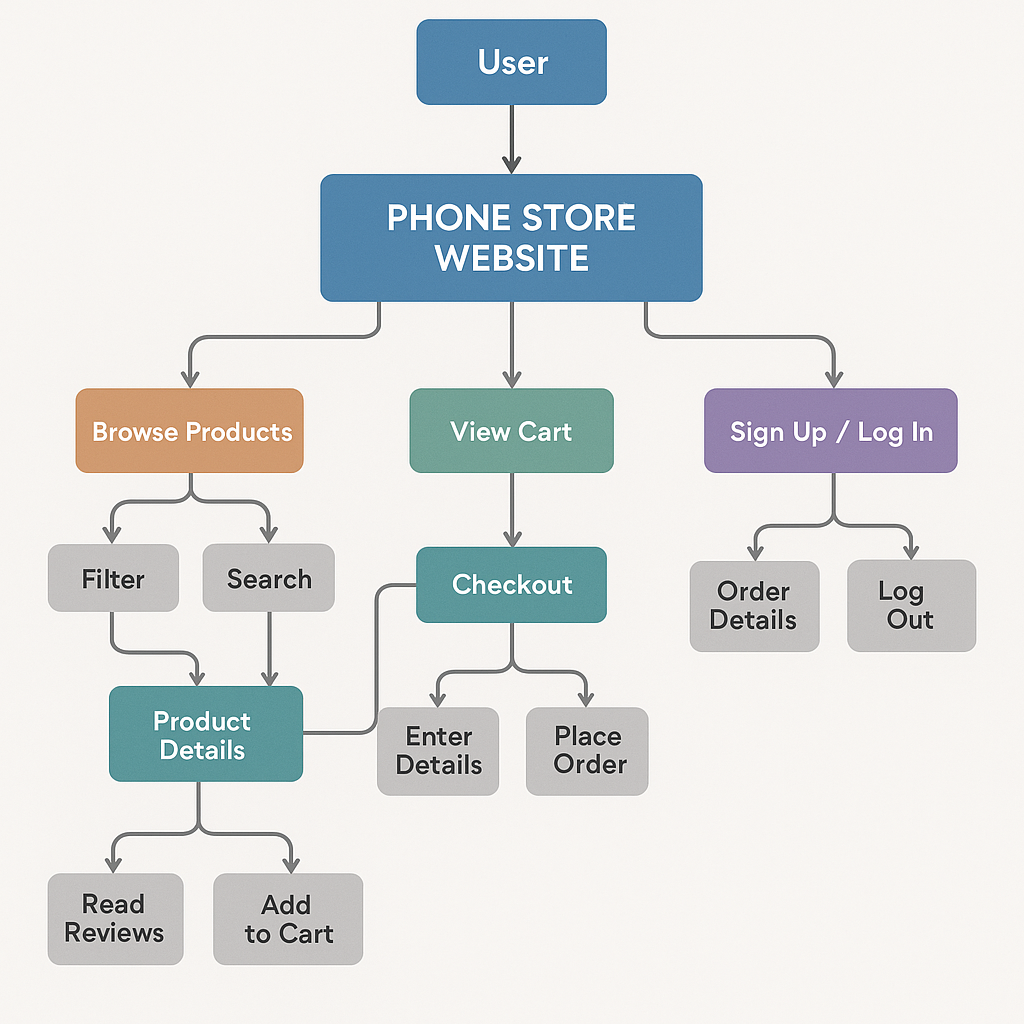 User
PHONE STORE
WEBSITE
Browse Products
View Cart
Sign Up / Log In
Filter
Search
Checkout
Order
Details
Log
Out
Product
Details
Enter
Details
Place
Order
Read
Reviews
Add
to Cart